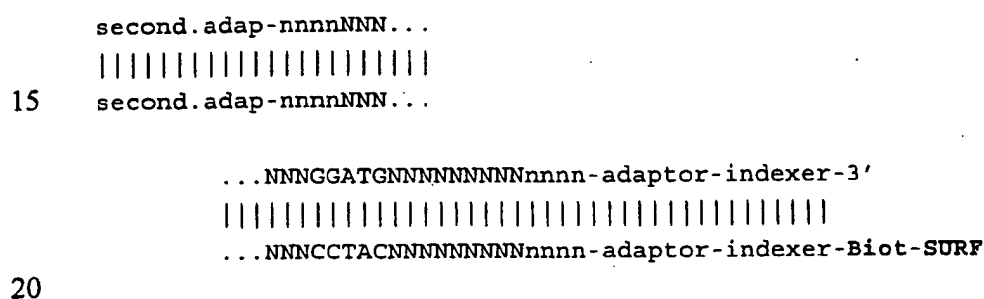 second.adap-nnnnNNN...
||||||||||||||||||||||
15 second.adap-nnnnNNN...
...NNNGGATGNNNNNNNNNnnnn-adaptor-indexer-3'
||||||||||||||||||||||||||||||||||||||||
...NNNCCTACNNNNNNNNNnnnn-adaptor-indexer-Biot-SURF
20